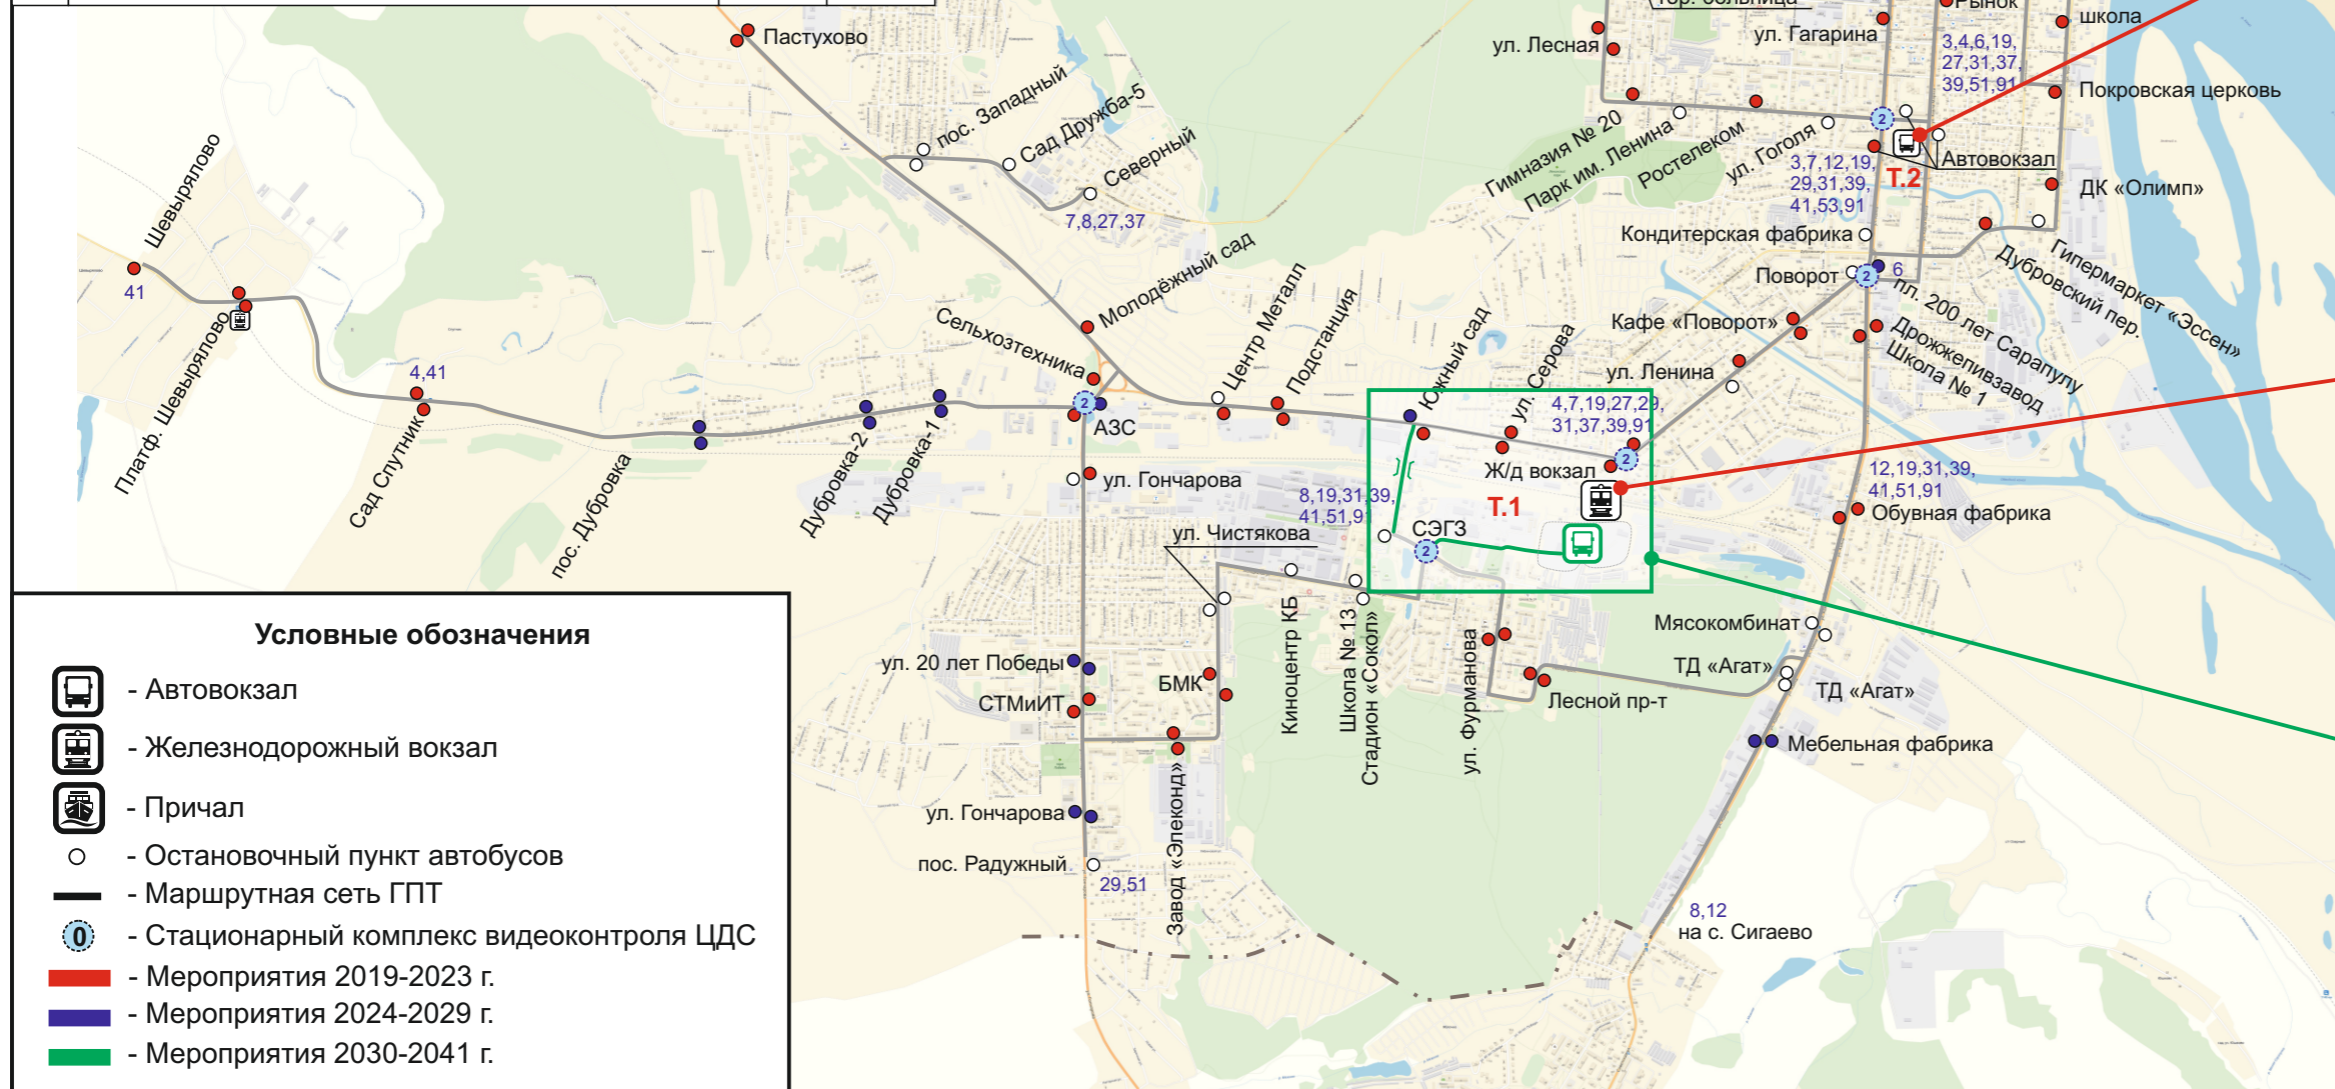 гор. больница
Рынок
школа
Пастухово
ул. Лесная
ул. Гагарина
3,4,6,19,
27,31,37,
39,51,91
Покровская церковь
пос. Западный
Сад Дружба-5
Северный
7,8,27,37
Гимназия № 20
Парк им. Ленина
Ростелеком
ул. Гоголя
2
Автовокзал
3,7,12,19,
29,31,39,
41,53,91
Т.2
ДК «Олимп»
Шевырялово
41
Платф. Шевырялово
Кондитерская фабрика
Поворот
2
6
пл. 200 лет Сарапулу
Дубровский пер.
Гипермаркет «Эссен»
Молодёжный сад
Сельхозтехника
Центр Металл
Подстанция
Южный сад
ул. Серова
Кафе «Поворот»
ул. Ленина
Дрожжепивзавод
Школа № 1
4,41
Сад Спутник
пос. Дубровка
Дубровка-2
Дубровка-1
2
АЗС
ул. Гончарова
4,7,19,27,29,
31,37,39,91
2
Ж/д вокзал
Т.1
8,19,31,39,
41,51,91
СЭГЗ
2
ул. Чистякова
12,19,31,39,
41,51,91
Обувная фабрика
Киноцентр КБ
Школа № 13
Стадион «Сокол»
ул. Фурманова
Лесной пр-т
Мясокомбинат
ТД «Агат»
ТД «Агат»
Мебельная фабрика
ул. 20 лет Победы
СТМиИТ
БМК
Завод «Элеконд»
ул. Гончарова
пос. Радужный
29,51
8,12
на с. Сигаево
Условные обозначения
- Автовокзал
- Железнодорожный вокзал
- Причал
- Остановочный пункт автобусов
- Маршрутная сеть ГПТ
0 - Стационарный комплекс видеоконтроля ЦДС
- Мероприятия 2019-2023 г.
- Мероприятия 2024-2029 г.
- Мероприятия 2030-2041 г.